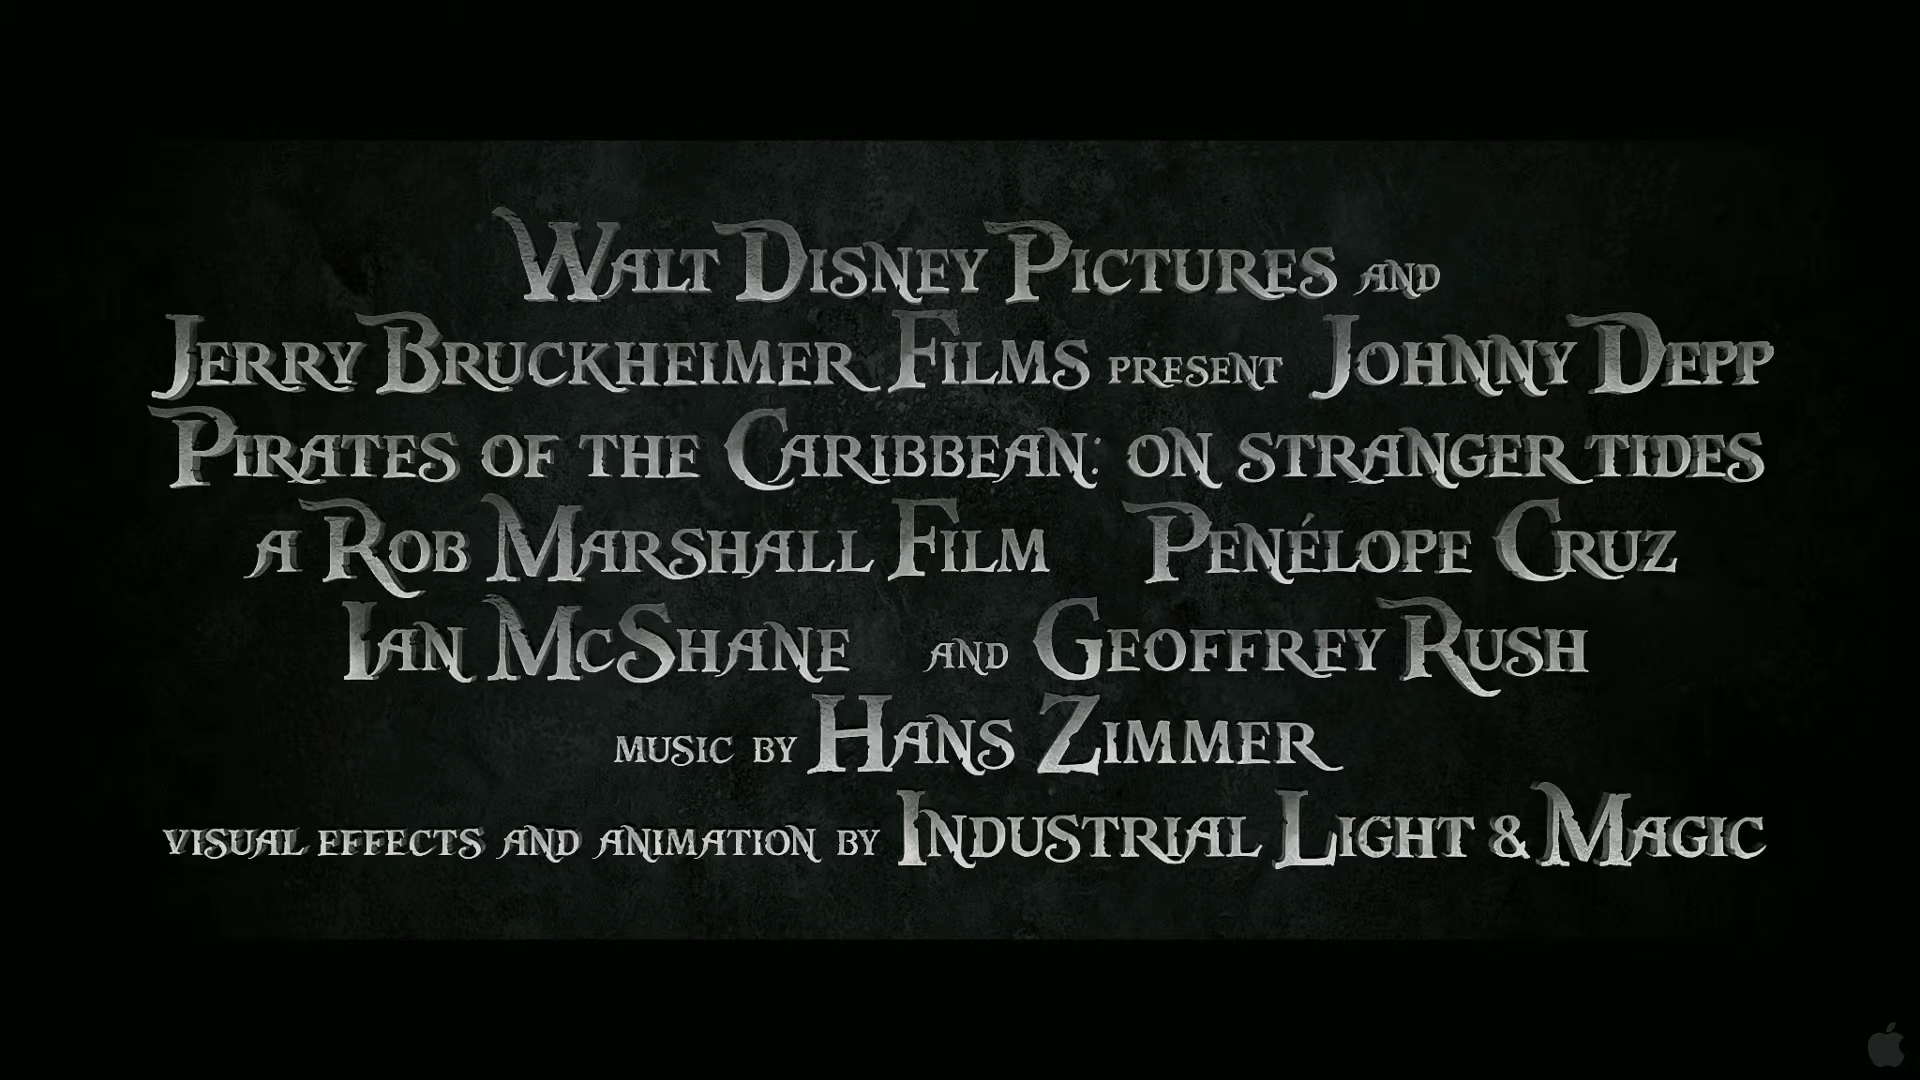 Walt Disney Pictures and
Jerry Bruckheimer Films present Johnny Depp
Pirates of the Caribbean: on stranger tides
a Rob Marshall Film Penélope Cruz
Ian McShane and Geoffrey Rush
music by Hans Zimmer
visual effects and animation by Industrial Light & Magic